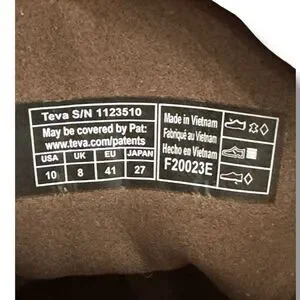 Teva S/N 1123510
May be covered by Pat:
www.teva.com/patents
USA UK EU JAPAN
10 8 41 27
Made in Vietnam
Fabriqué au Vietnam
Hecho en Vietnam
F20023E